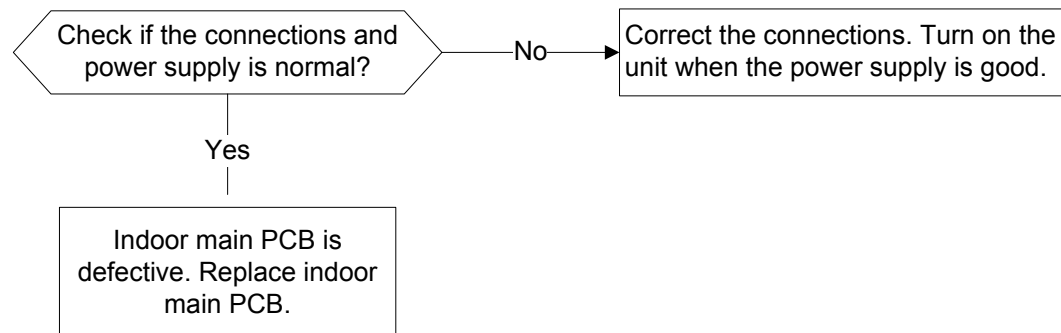 Check if the connections and
power supply is normal?
No
Correct the connections. Turn on the
unit when the power supply is good.
Yes
Indoor main PCB is
defective. Replace indoor
main PCB.